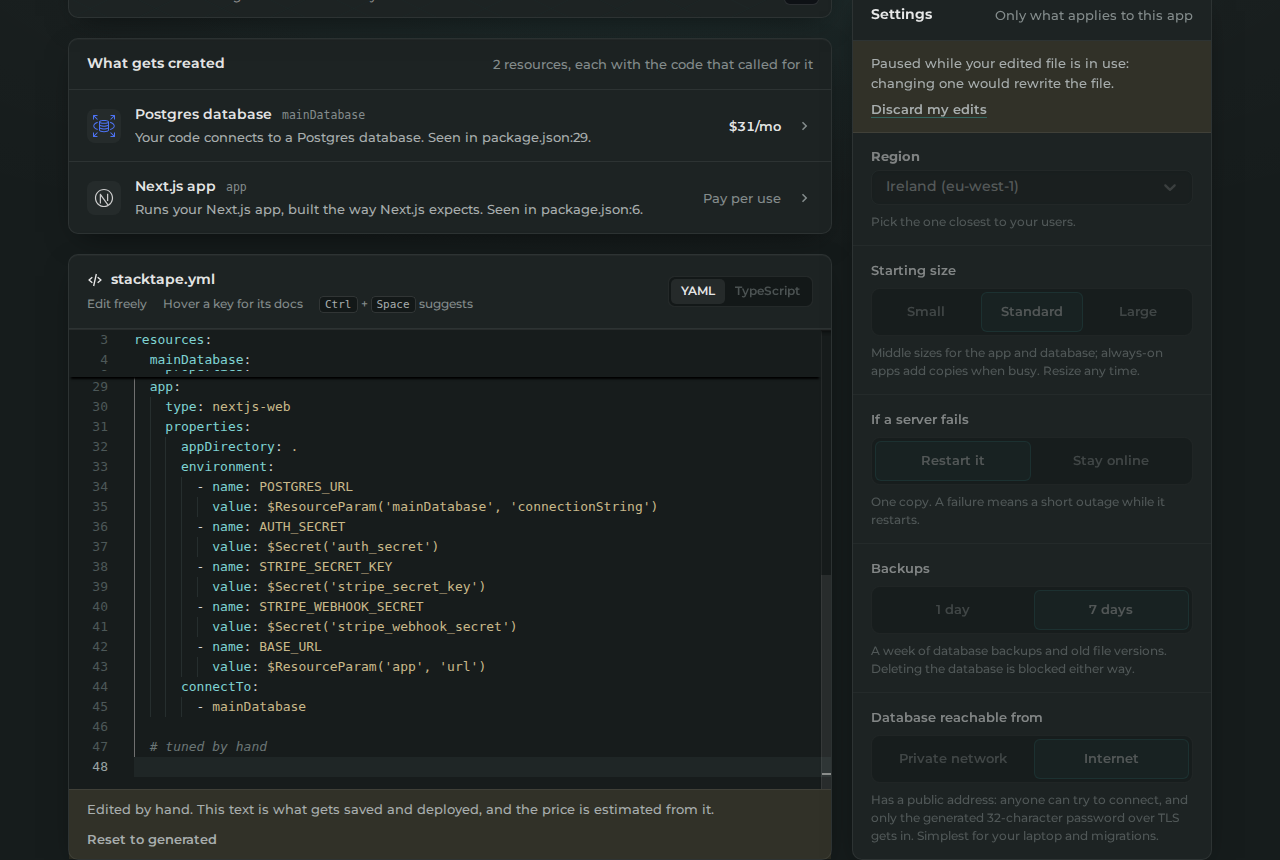 What gets created
2 resources, each with the code that called for it
Postgres database mainDatabase
Your code connects to a Postgres database. Seen in package.json:29.
$31/mo
Next.js app app
Runs your Next.js app, built the way Next.js expects. Seen in package.json:6.
Pay per use
stacktape.yml
Edit freely Hover a key for its docs Ctrl + Space suggests
YAML TypeScript
3 resources:
4 mainDatabase:
29 app:
30 type: nextjs-web
31 properties:
32 appDirectory: .
33 environment:
34 - name: POSTGRES_URL
35 value: $ResourceParam('mainDatabase', 'connectionString')
36 - name: AUTH_SECRET
37 value: $Secret('auth_secret')
38 - name: STRIPE_SECRET_KEY
39 value: $Secret('stripe_secret_key')
40 - name: STRIPE_WEBHOOK_SECRET
41 value: $Secret('stripe_webhook_secret')
42 - name: BASE_URL
43 value: $ResourceParam('app', 'url')
44 connectTo:
45 - mainDatabase
46
47 # tuned by hand
48
Edited by hand. This text is what gets saved and deployed, and the price is estimated from it.
Reset to generated
Settings
Only what applies to this app
Paused while your edited file is in use:
changing one would rewrite the file.
Discard my edits
Region
Ireland (eu-west-1)
Pick the one closest to your users.
Starting size
Small Standard Large
Middle sizes for the app and database; always-on
apps add copies when busy. Resize any time.
If a server fails
Restart it Stay online
One copy. A failure means a short outage while it
restarts.
Backups
1 day 7 days
A week of database backups and old file versions.
Deleting the database is blocked either way.
Database reachable from
Private network Internet
Has a public address: anyone can try to connect, and
only the generated 32-character password over TLS
gets in. Simplest for your laptop and migrations.